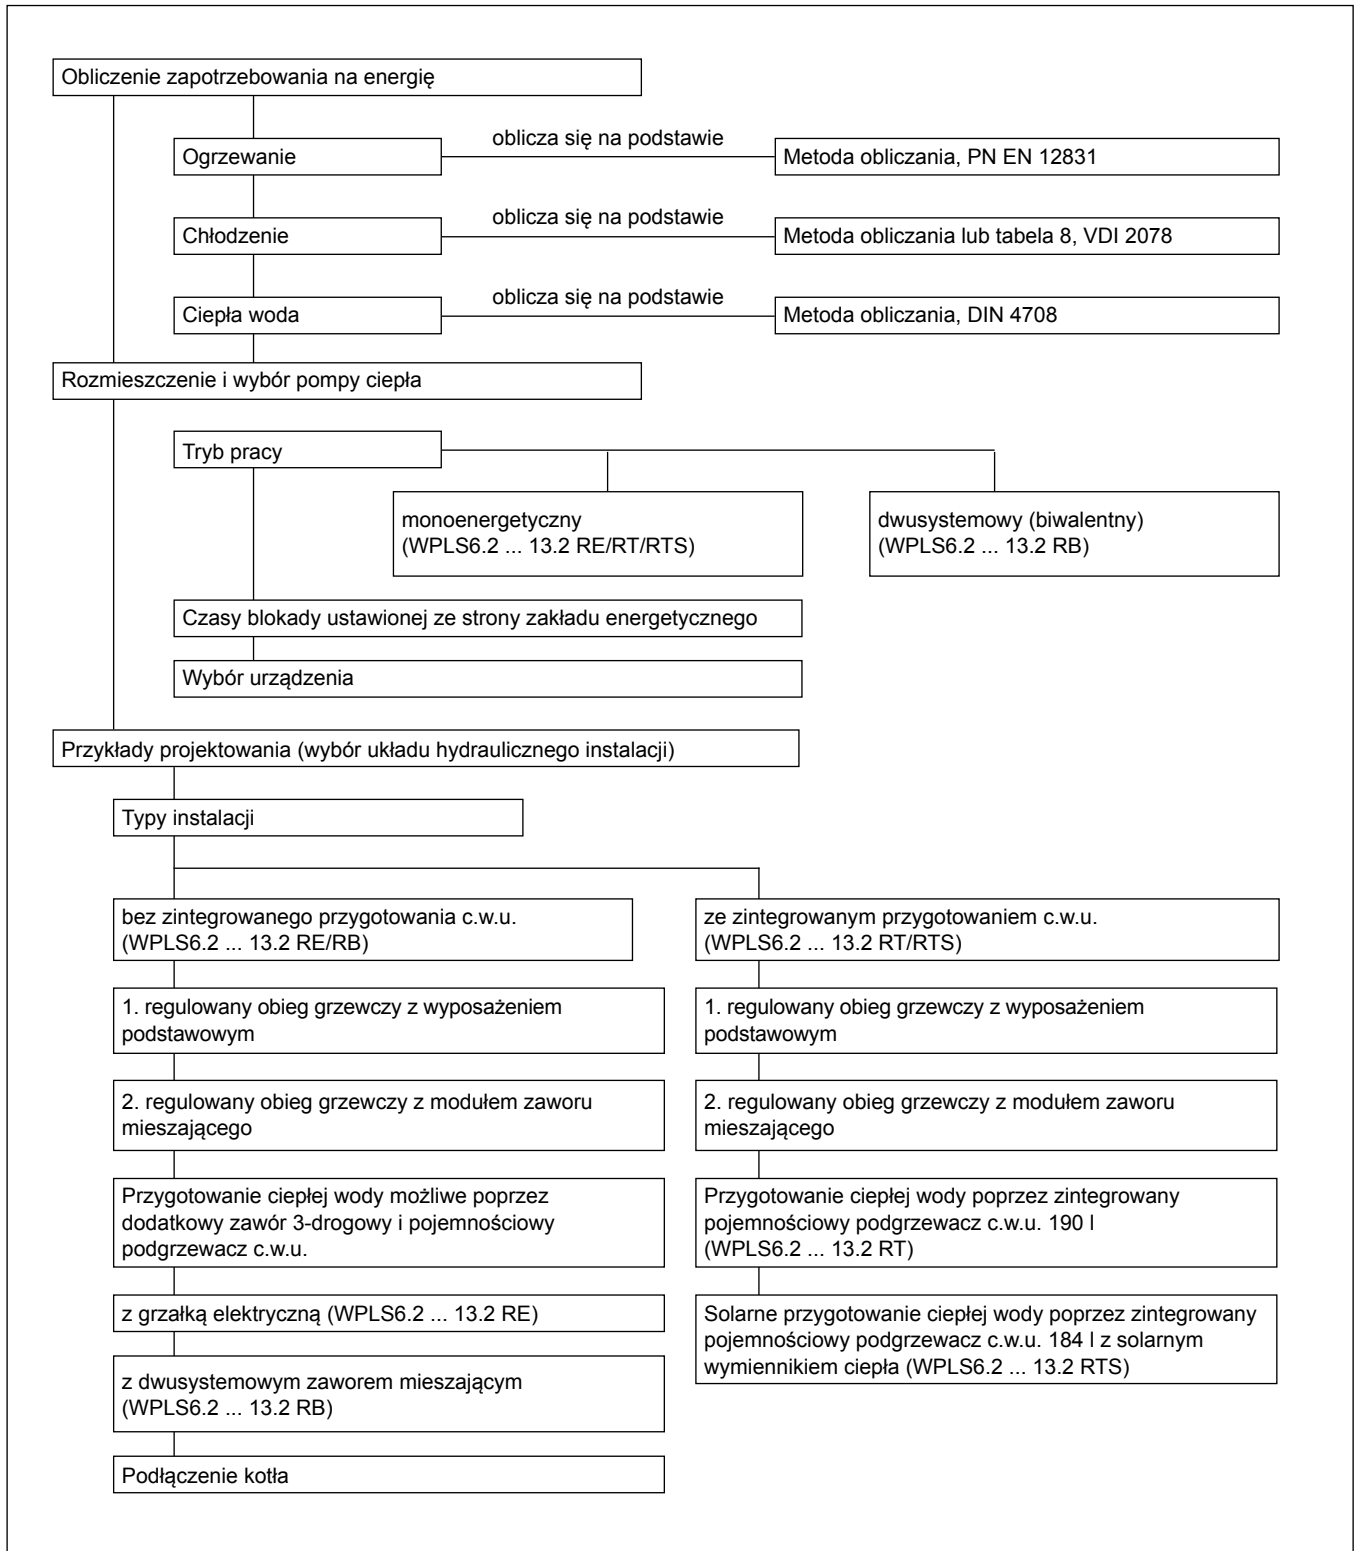 Obliczenie zapotrzebowania na energię
Ogrzewanie
oblicza się na podstawie
Metoda obliczania, PN EN 12831
Chłodzenie
oblicza się na podstawie
Metoda obliczania lub tabela 8, VDI 2078
Ciepła woda
oblicza się na podstawie
Metoda obliczania, DIN 4708
Rozmieszczenie i wybór pompy ciepła
Tryb pracy
monoenergetyczny
(WPLS6.2 ... 13.2 RE/RT/RTS)
dwusystemowy (biwalentny)
(WPLS6.2 ... 13.2 RB)
Czasy blokady ustawionej ze strony zakładu energetycznego
Wybór urządzenia
Przykłady projektowania (wybór układu hydraulicznego instalacji)
Typy instalacji
bez zintegrowanego przygotowania c.w.u.
(WPLS6.2 ... 13.2 RE/RB)
1. regulowany obieg grzewczy z wyposażeniem
podstawowym
2. regulowany obieg grzewczy z modułem zaworu
mieszającego
Przygotowanie ciepłej wody możliwe poprzez
dodatkowy zawór 3-drogowy i pojemnościowy
podgrzewacz c.w.u.
z grzałką elektryczną (WPLS6.2 ... 13.2 RE)
z dwusystemowym zaworem mieszającym
(WPLS6.2 ... 13.2 RB)
Podłączenie kotła
ze zintegrowanym przygotowaniem c.w.u.
(WPLS6.2 ... 13.2 RT/RTS)
1. regulowany obieg grzewczy z wyposażeniem
podstawowym
2. regulowany obieg grzewczy z modułem zaworu
mieszającego
Przygotowanie ciepłej wody poprzez zintegrowany
pojemnościowy podgrzewacz c.w.u. 190 l
(WPLS6.2 ... 13.2 RT)
Solarne przygotowanie ciepłej wody poprzez zintegrowany
pojemnościowy podgrzewacz c.w.u. 184 l z solarnym
wymiennikiem ciepła (WPLS6.2 ... 13.2 RTS)